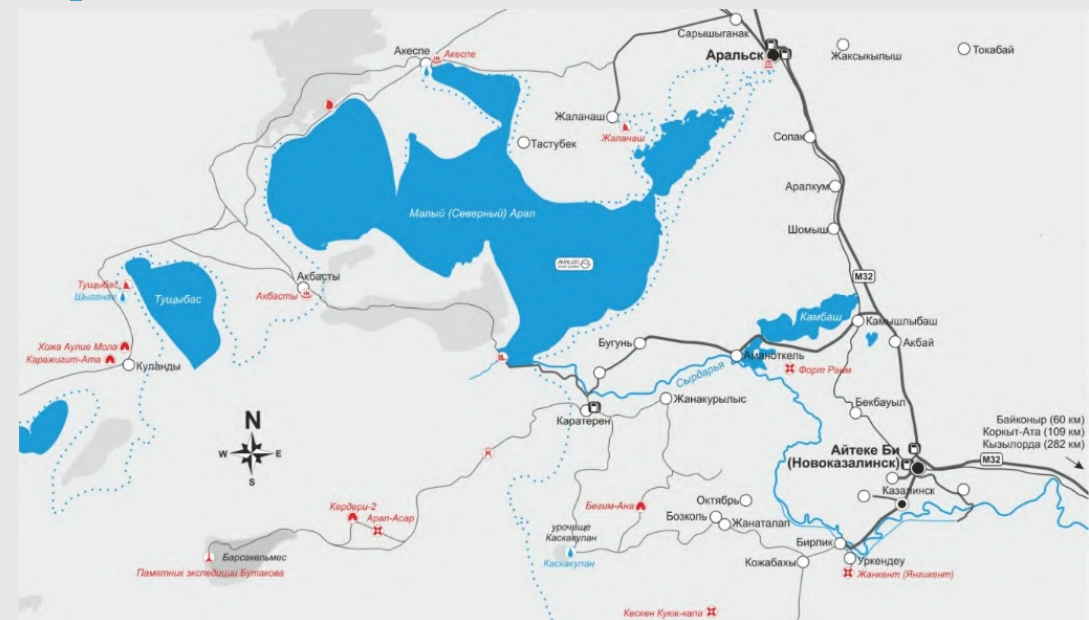 Сарышыганак
Акеспе
Акеспе
Аральск
Жаксыкылыш
Токабай
Жаланаш
Жаланаш
Тастубек
Сопак
Аралкум
Малый (Северный) Арал
Шомыш
AVALON
M32
Акбасты
Акбасты
Тущыбас
Шыганак
Тущыбас
Камбаш
Камышлыбаш
Бугунь
Акбай
Хожа Аулие Мола
Каражигит-Ата
Куланды
Аманоткель
Форт Раим
Сырдарья
Жанакурылыс
Бекбауыл
Каратерен
N
W
E
S
Байконыр (60 км)
Коркыт-Ата (109 км)
Кызылорда (282 км)
Айтеке Би
(Новоказалинск)
M32
Казалинск
Октябрь
Бегим-Ана
Бозколь
Жанаталап
Кердери-2
Арал-Асар
урочище
Каскакулан
Каскакулан
Бирлик
Уркендеу
Кожабахы
Жанкент (Янгикент)
Барсакельмес
Памятник экспедиции Бутакова
Кескен Куюк-кала